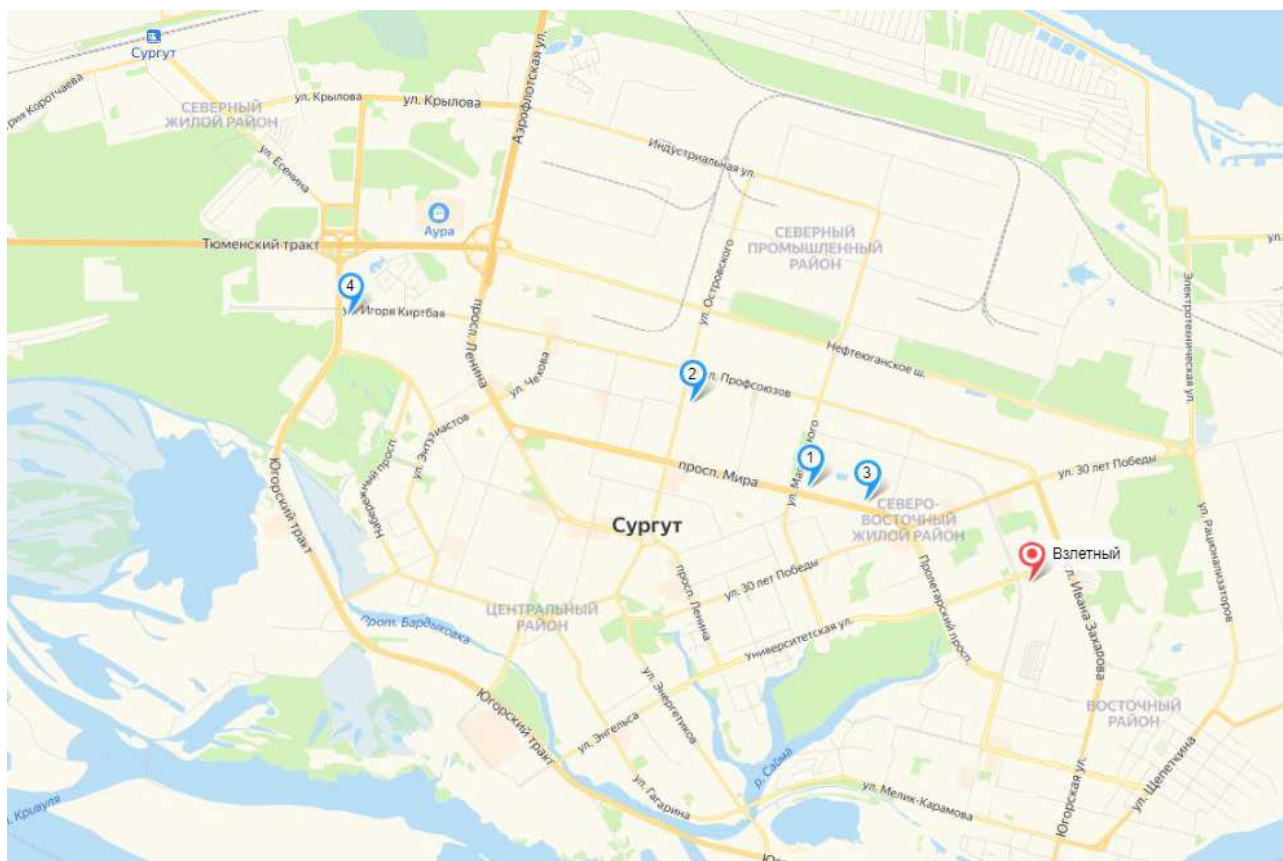 Сургут
СЕВЕРНЫЙ
ЖИЛОЙ РАЙОН
ул. Крылова
ул. Крылова
Аэрофлотская ул.
Коротчаева
ул. Есенина
Индустриальная ул.
Аура
Тюменский тракт
СЕВЕРНЫЙ
ПРОМЫШЛЕННЫЙ
РАЙОН
ул. Островского
Электротехническая ул.
4
ул. Игоря Киртбая
просп. Ленина
ул. Чехова
Нефтеюганское ш.
2
л. Профсоюзов
ул. Энтузиастов
Набережный просп.
Югорский тракт
просп. Мира
1
3
ул. 30 лет Победы
СЕВЕРО-
ВОСТОЧНЫЙ
ЖИЛОЙ РАЙОН
Сургут
ул. Рационализаторов
Взлетный
просп. Ленина
ул. 30 лет Победы
Пролетарский просп.
л. Ивана Захарова
ЦЕНТРАЛЬНЫЙ
РАЙОН
прот. Бардыковка
Университетская ул.
ул. Энергетиков
Югорский тракт
ул. Энгельса
ВОСТОЧНЫЙ
РАЙОН
р. Сайма
ул. Гагарина
ул. Мелик-Карамова
Югорская ул.
ул. Щепеткина
Кривуля